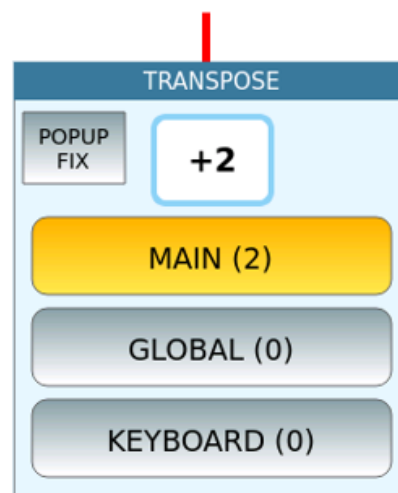 TRANSPOSE
POPUP
FIX
+2
MAIN (2)
GLOBAL (0)
KEYBOARD (0)